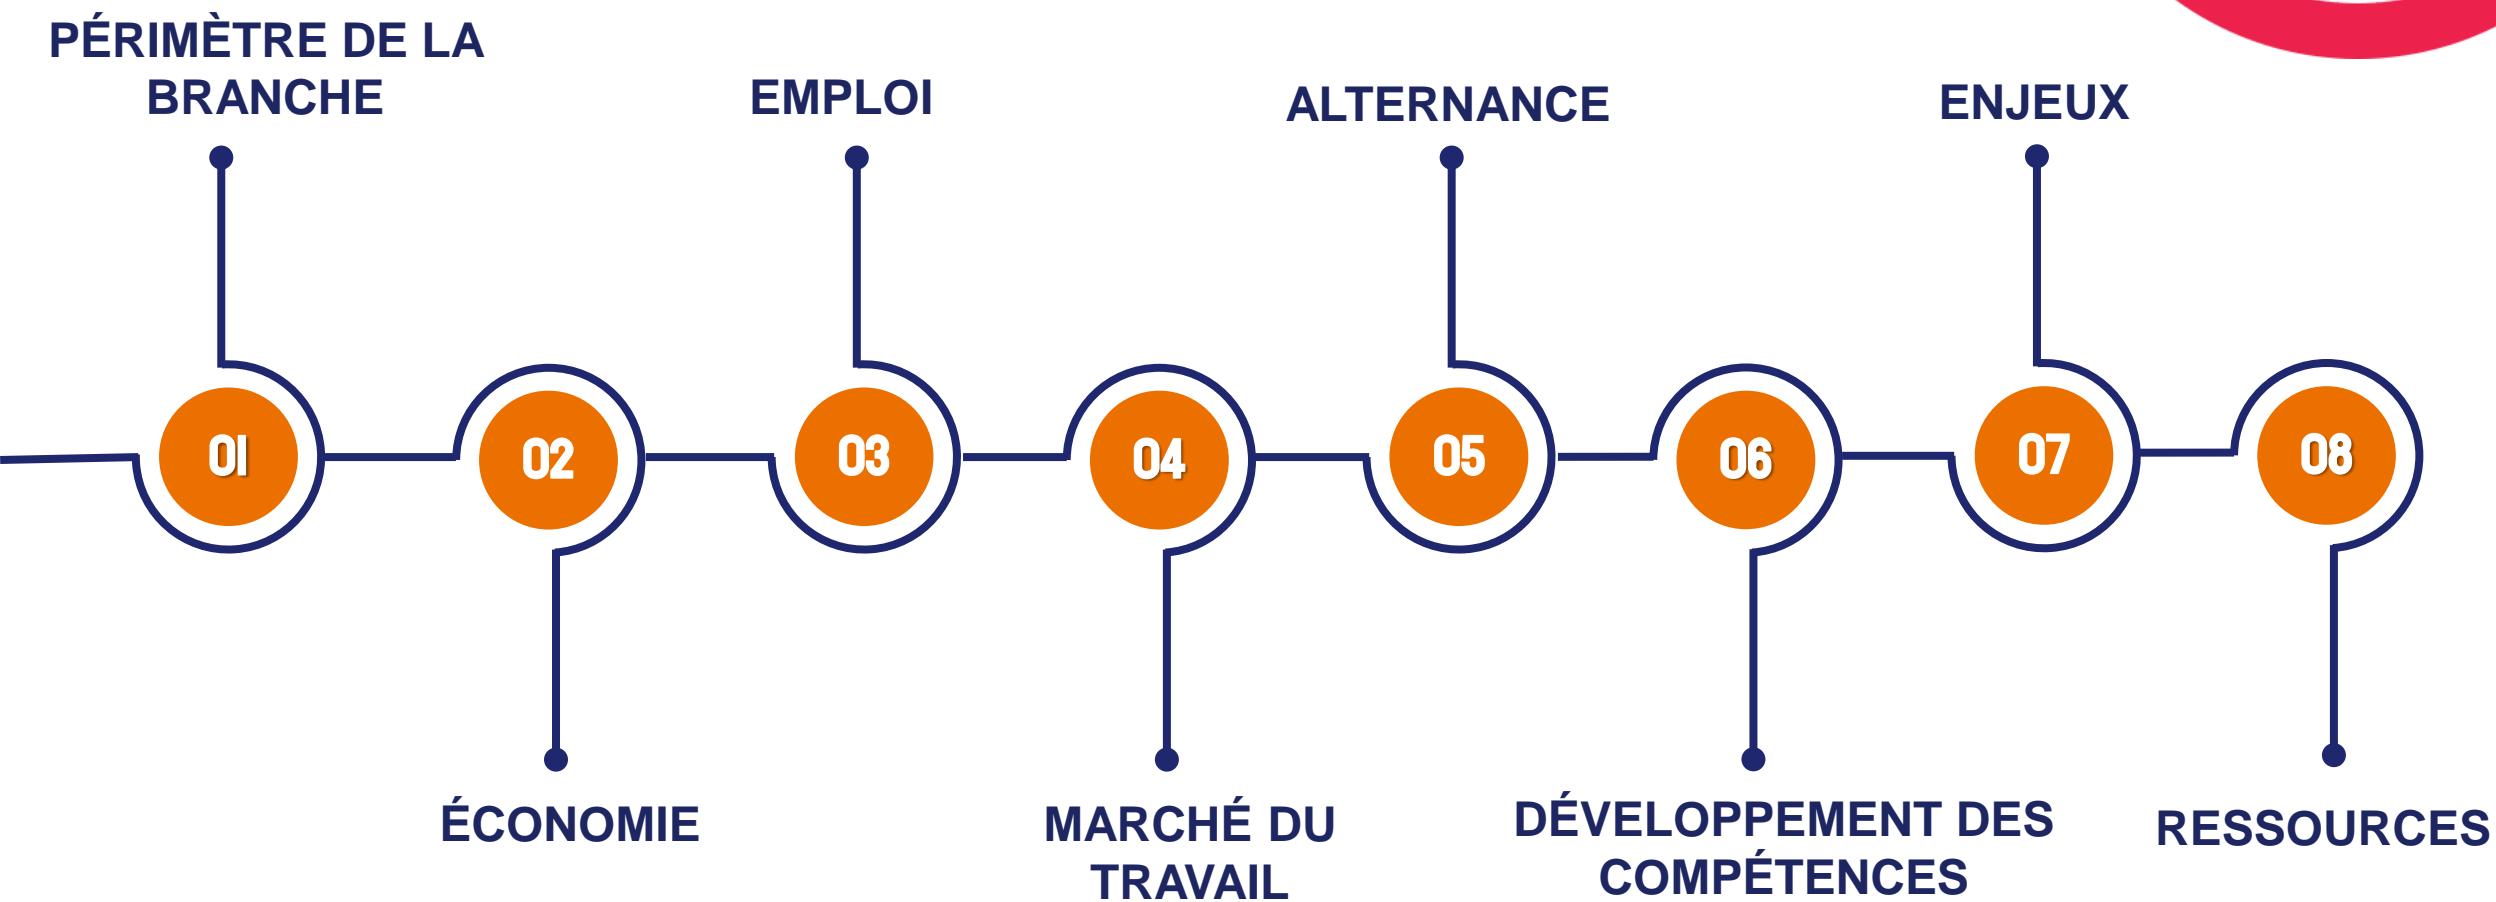 PÉRIMÈTRE DE LA
BRANCHE
EMPLOI
ALTERNANCE
ENJEUX
01
02
03
04
05
06
07
08
ÉCONOMIE
MARCHÉ DU
TRAVAIL
DÉVELOPPEMENT DES
COMPÉTENCES
RESSOURCES